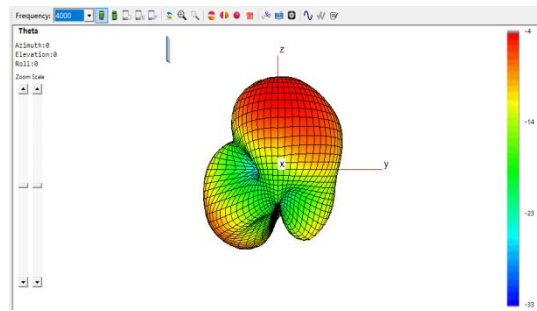 Frequency: 4000
Theta
Azimuth:0
Elevation:0
Roll:0
Zoom Scale
z
x
y
-4
-14
-23
-33